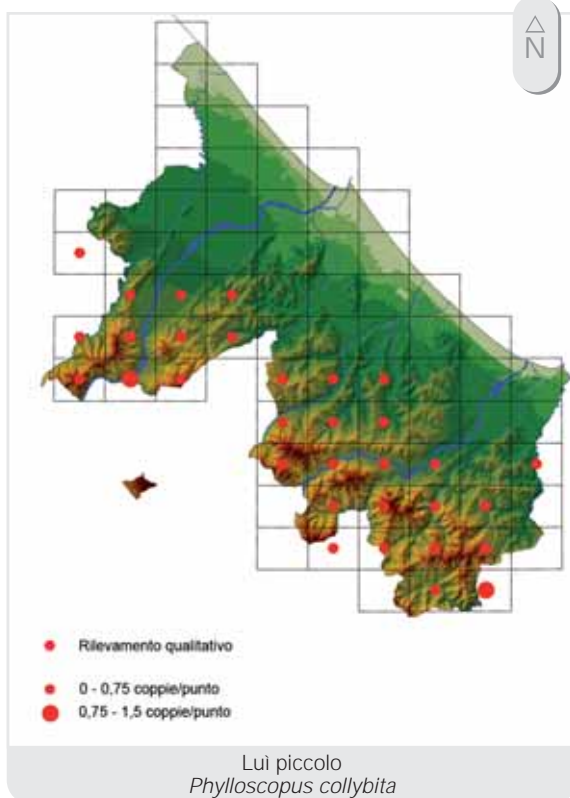 N
Rilevamento qualitativo
0 - 0,75 coppie/punto
0,75 - 1,5 coppie/punto
Luì piccolo
Phylloscopus collybita